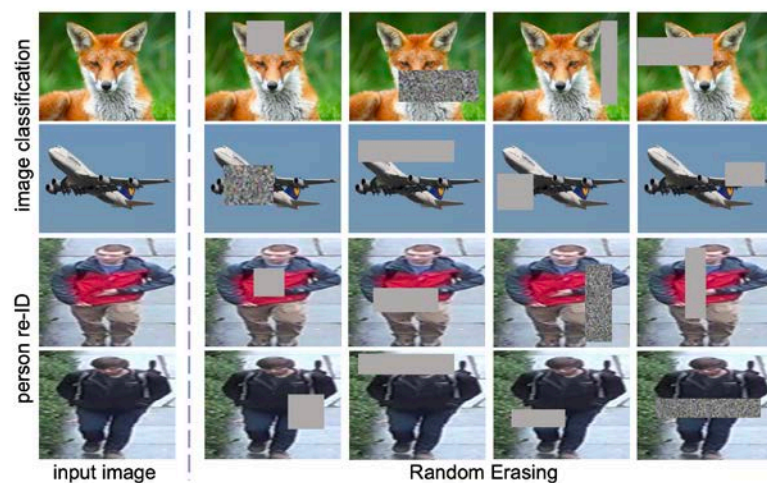 image classification
person re-ID
input image
Random Erasing